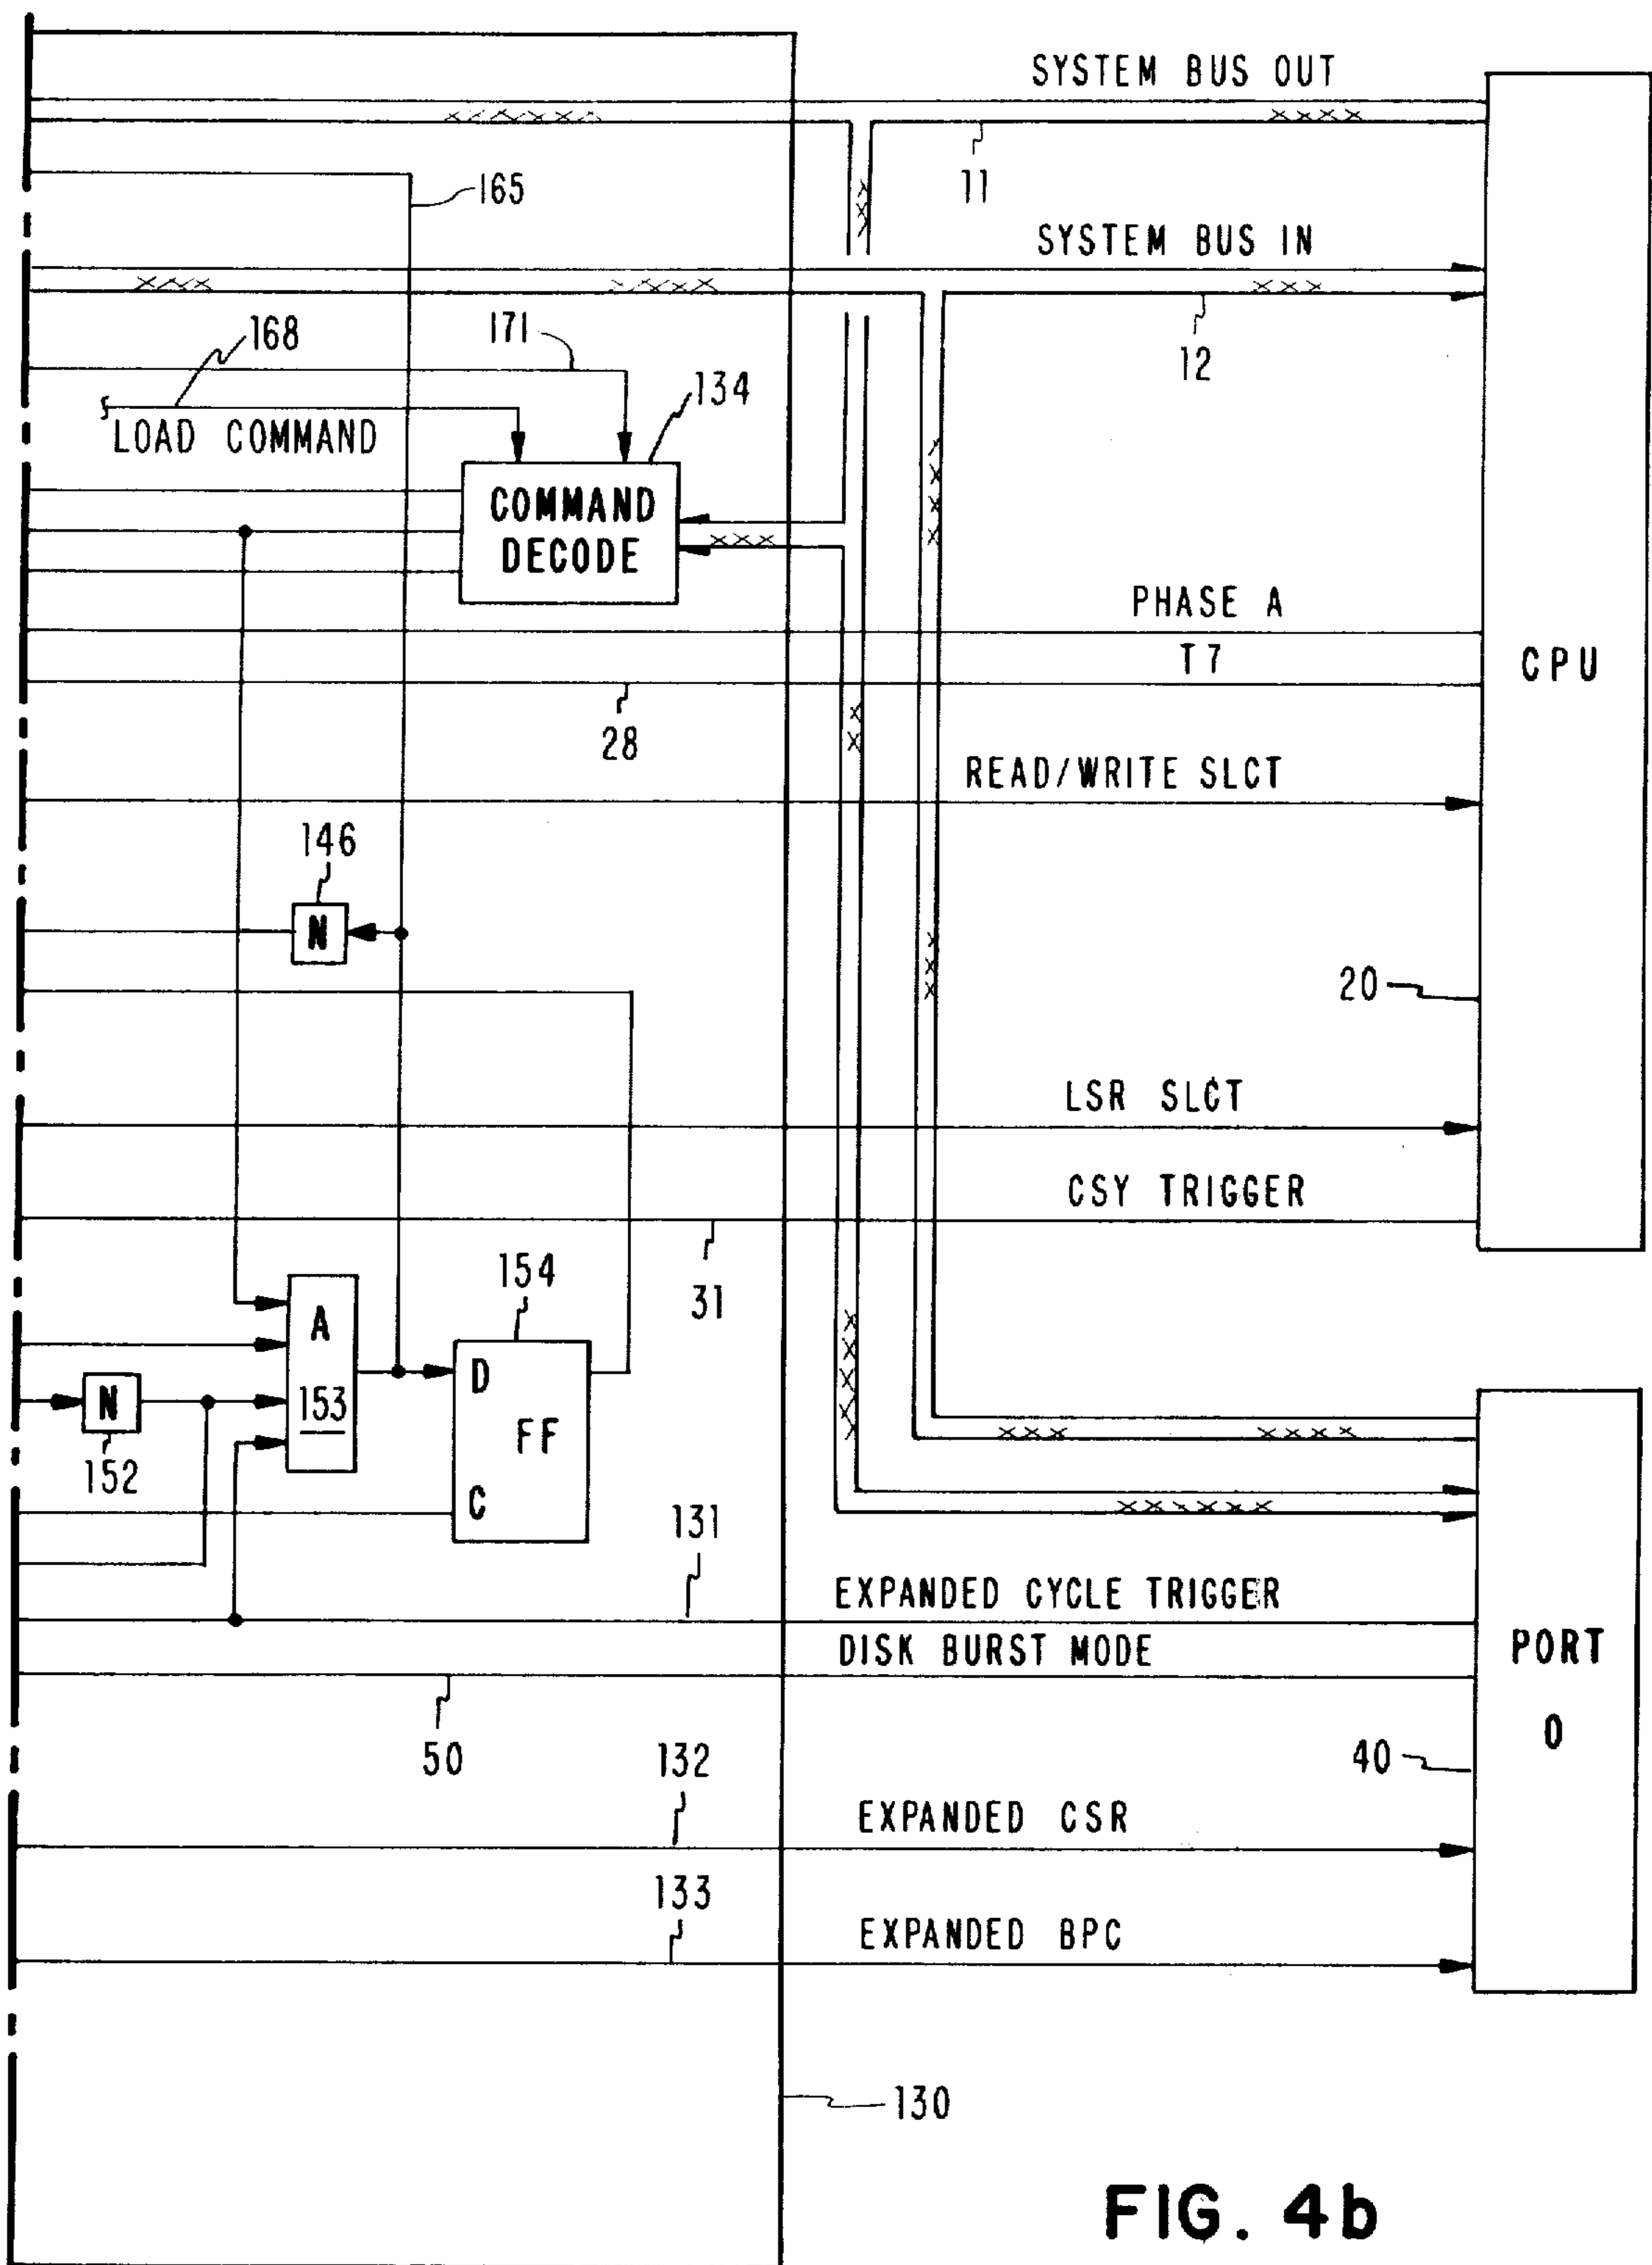 SYSTEM BUS OUT
11
165
SYSTEM BUS IN
12
168
171
134
LOAD COMMAND
COMMAND
DECODE
PHASE A
T7
CPU
28
READ/WRITE SLCT
146
N
20
LSR SLCT
CSY TRIGGER
31
154
A
153
D
FF
C
N
152
131
EXPANDED CYCLE TRIGGER
DISK BURST MODE
PORT
0
50
40
132
EXPANDED CSR
133
EXPANDED BPC
130
FIG. 4b